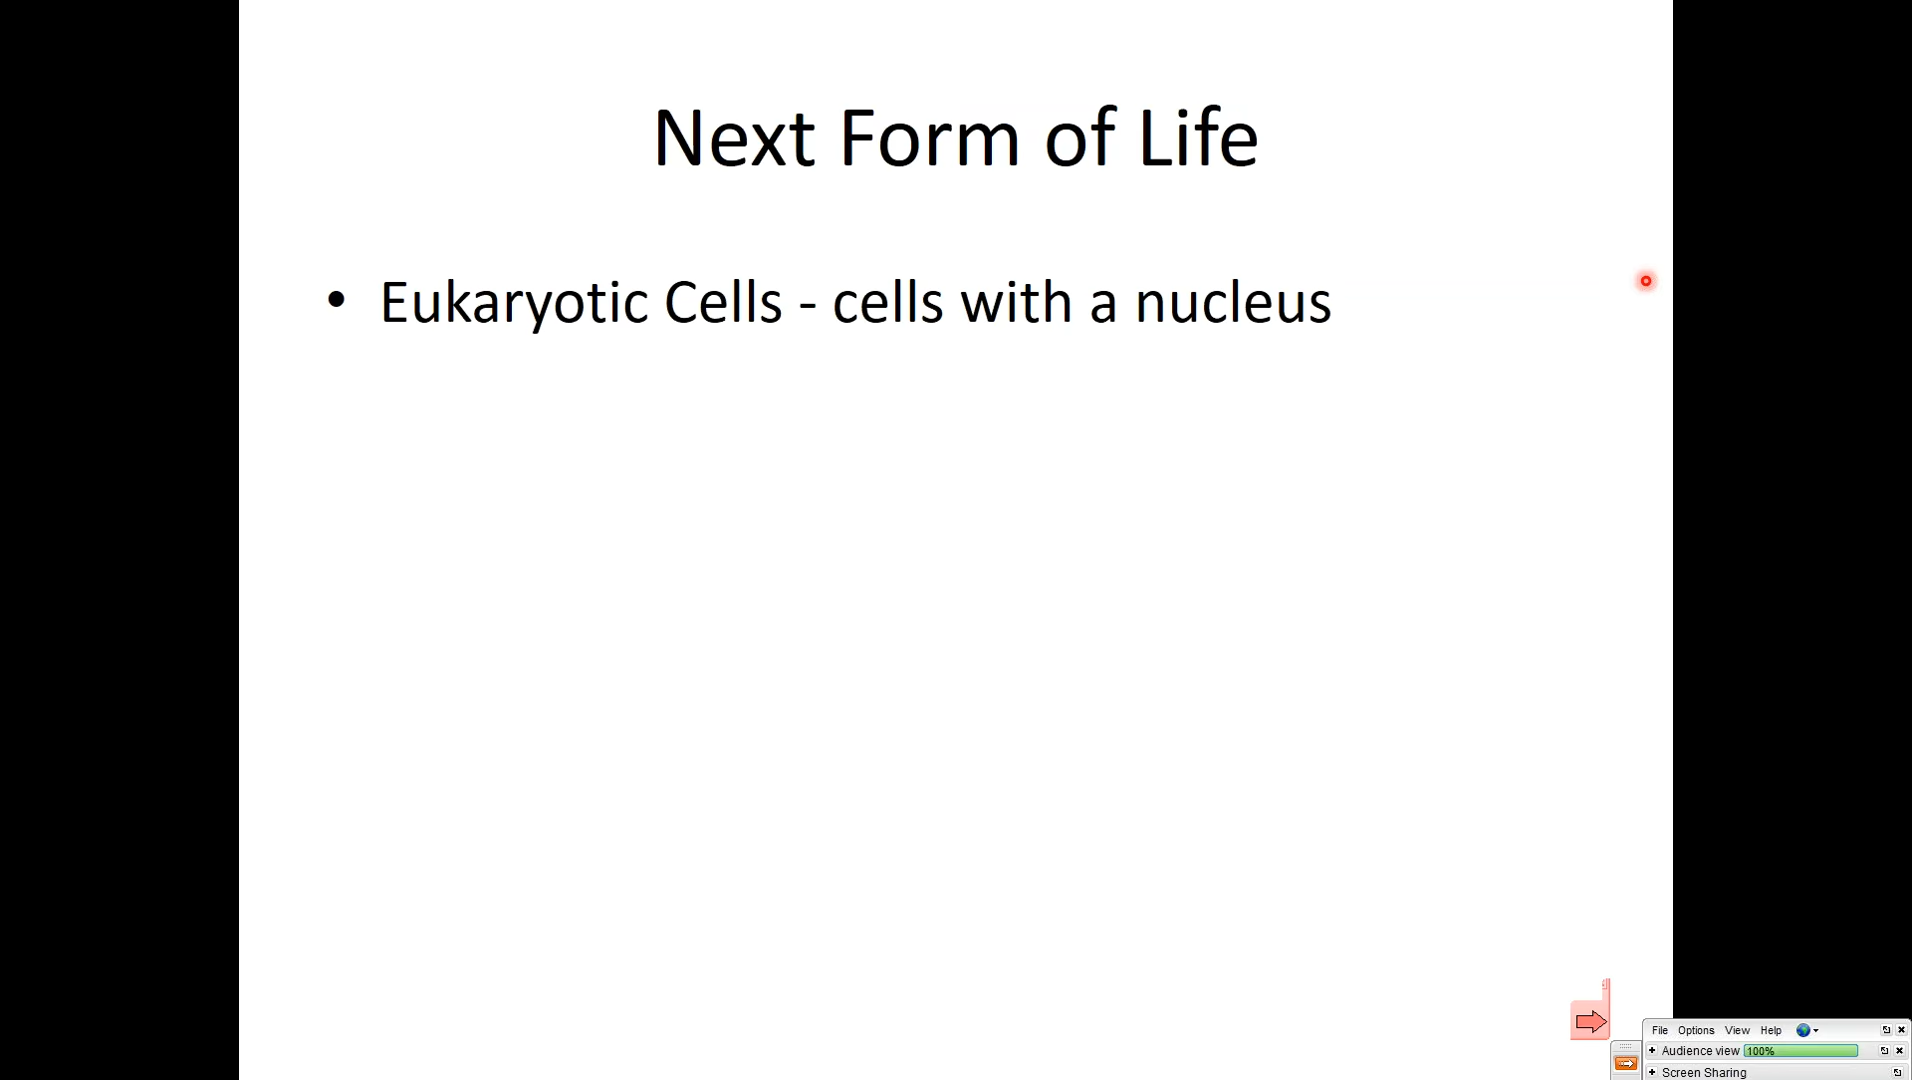 Next Form of Life
• Eukaryotic Cells - cells with a nucleus
File Options View Help
Audience view 100%
Screen Sharing